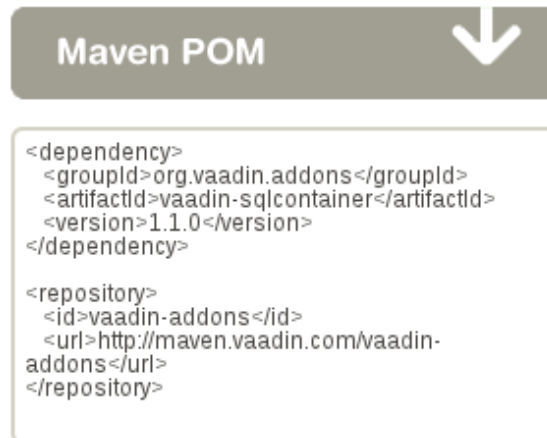 Maven POM
<dependency>
<groupId>org.vaadin.addons</groupId>
<artifactId>vaadin-sqlcontainer</artifactId>
<version>1.1.0</version>
</dependency>
<repository>
<id>vaadin-addons</id>
<url>http://maven.vaadin.com/vaadin-
addons</url>
</repository>